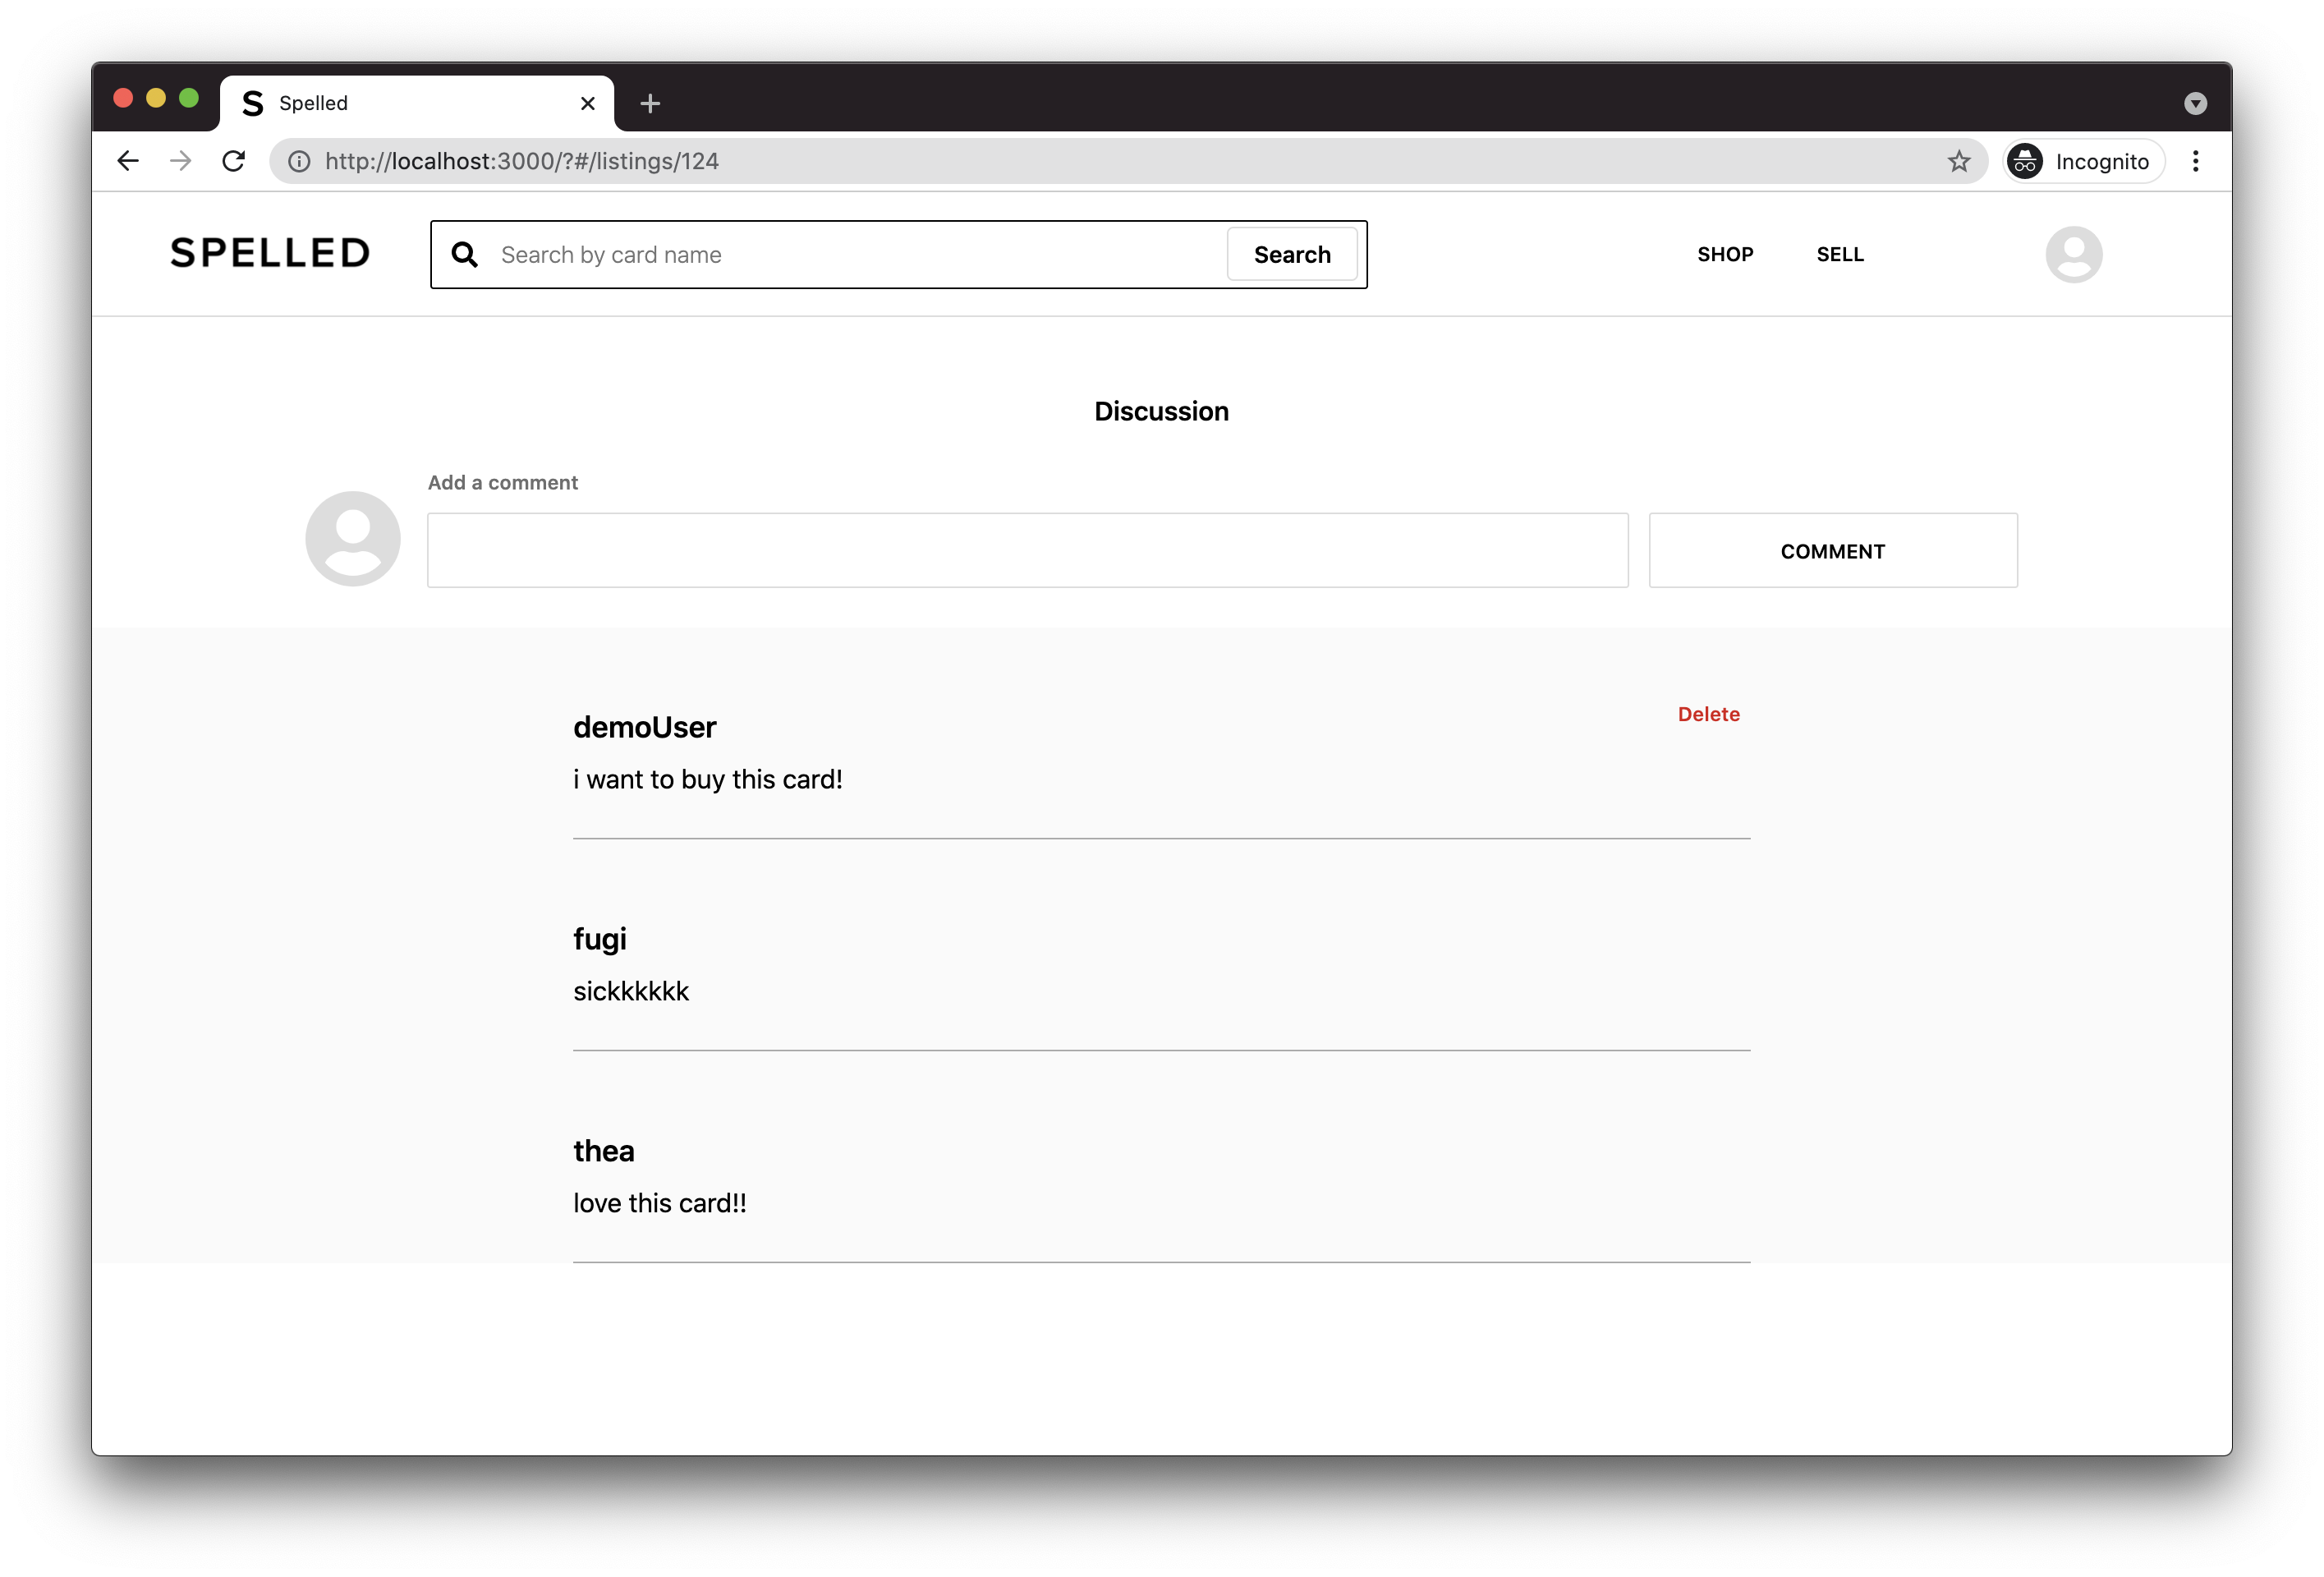 S Spelled
http://localhost:3000/?#/listings/124
Incognito
SPELLED
Search by card name
Search
SHOP
SELL
Discussion
Add a comment
COMMENT
demoUser
Delete
i want to buy this card!
fugi
sickkkkkk
thea
love this card!!